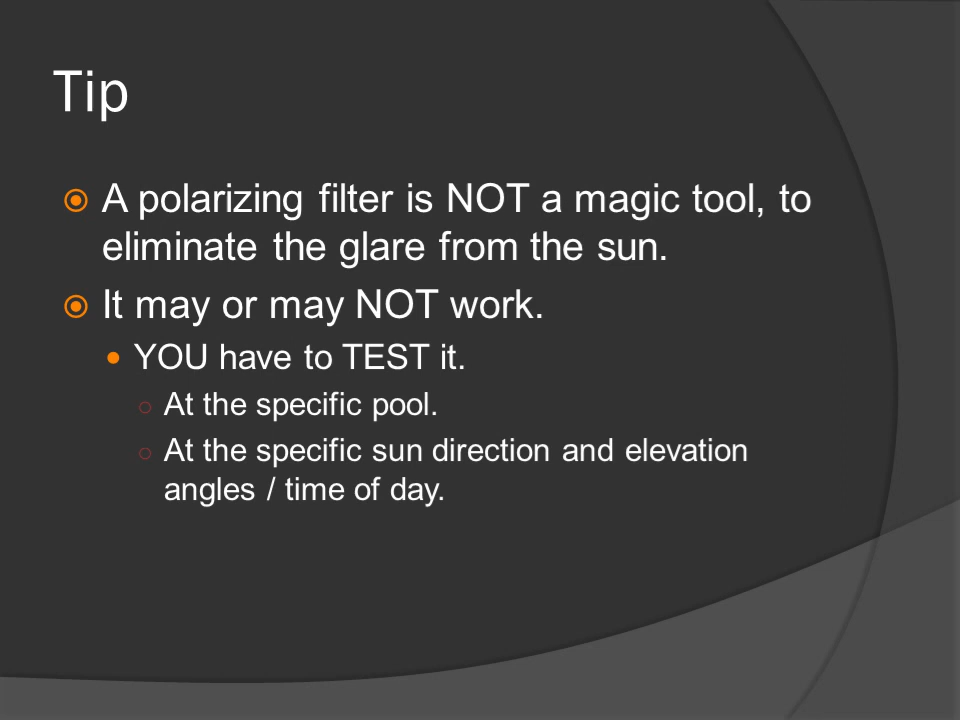 Tip
A polarizing filter is NOT a magic tool, to
eliminate the glare from the sun.
It may or may NOT work.
YOU have to TEST it.
At the specific pool.
At the specific sun direction and elevation
angles / time of day.